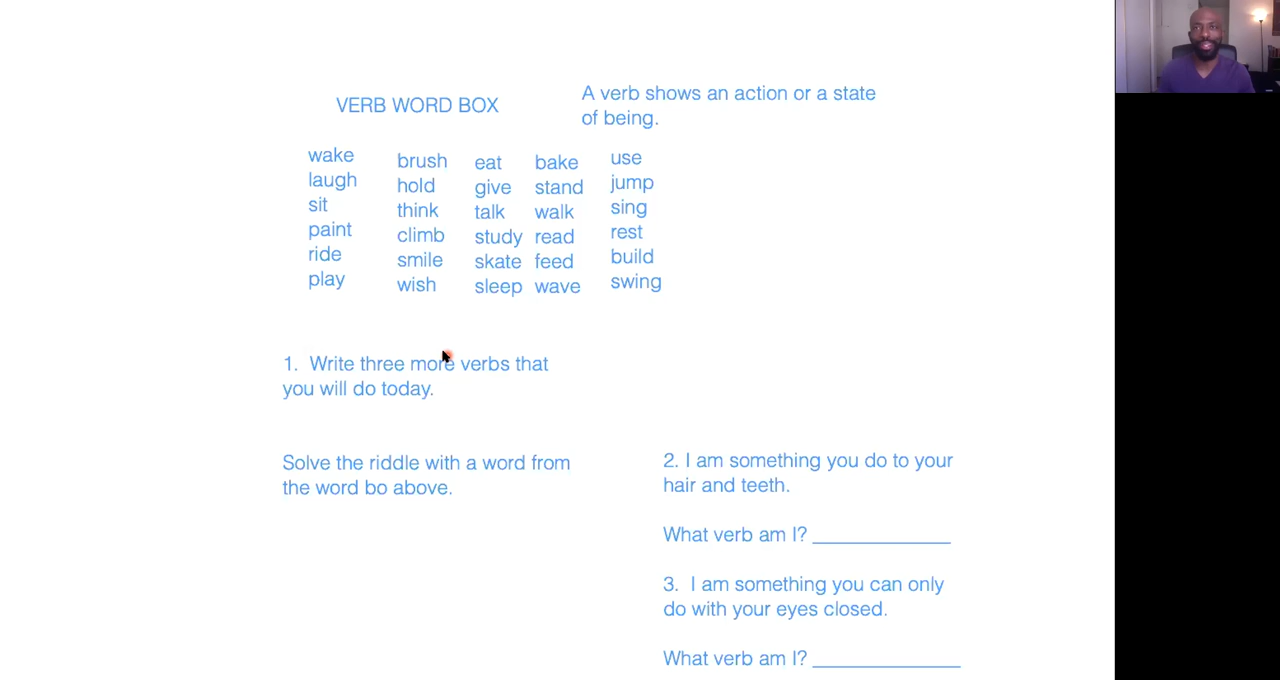 VERB WORD BOX
A verb shows an action or a state
of being.
wake
laugh
sit
paint
ride
play
brush
hold
think
climb
smile
wish
eat
give
talk
study
skate
sleep
bake
stand
walk
read
feed
wave
use
jump
sing
rest
build
swing
1. Write three more verbs that
you will do today.
Solve the riddle with a word from
the word bo above.
2. I am something you do to your
hair and teeth.
What verb am I? ______________
3. I am something you can only
do with your eyes closed.
What verb am I? _______________